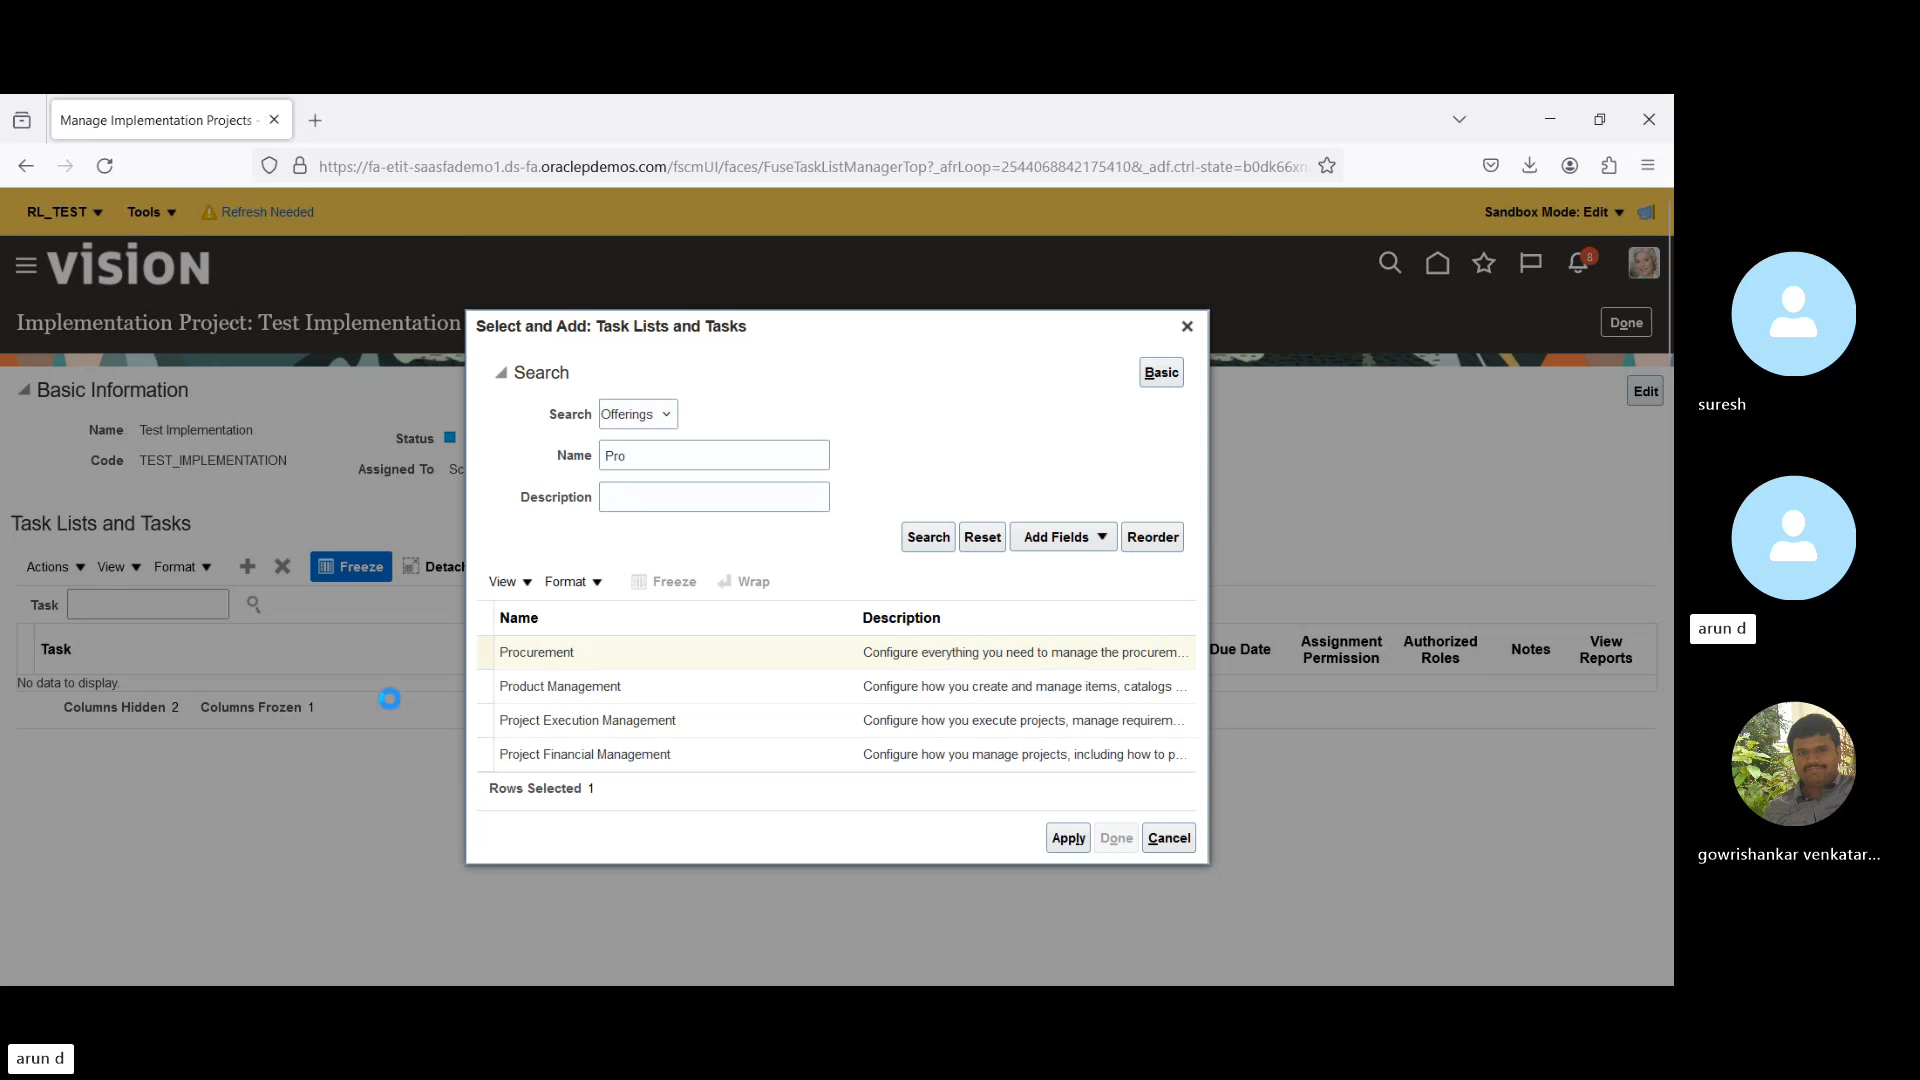 Manage Implementation Projects -
https://fa-etit-saasfademo1.ds-fa.oraclepdemos.com/fscmUI/faces/FuseTaskListManagerTop?_afrLoop=25440688421754​10&_adf.ctrl-state=b0dk66xn
RL_TEST Tools Refresh Needed Sandbox Mode: Edit
VISION 8
Implementation Project: Test Implementation Done
Basic Information Edit
Name Test Implementation Status
Code TEST_IMPLEMENTATION Assigned To Sc
Task Lists and Tasks
Actions View Format Freeze Detach
Task
Task Due Date Assignment Permission Authorized Roles Notes View Reports
No data to display.
Columns Hidden 2 Columns Frozen 1
Select and Add: Task Lists and Tasks
Search Basic
Search Offerings
Name Pro
Description
Search Reset Add Fields Reorder
View Format Freeze Wrap
Name Description
Procurement Configure everything you need to manage the procurem...
Product Management Configure how you create and manage items, catalogs ...
Project Execution Management Configure how you execute projects, manage requirem...
Project Financial Management Configure how you manage projects, including how to p...
Rows Selected 1
Apply Done Cancel
suresh
arun d
gowrishankar venkatar...
arun d